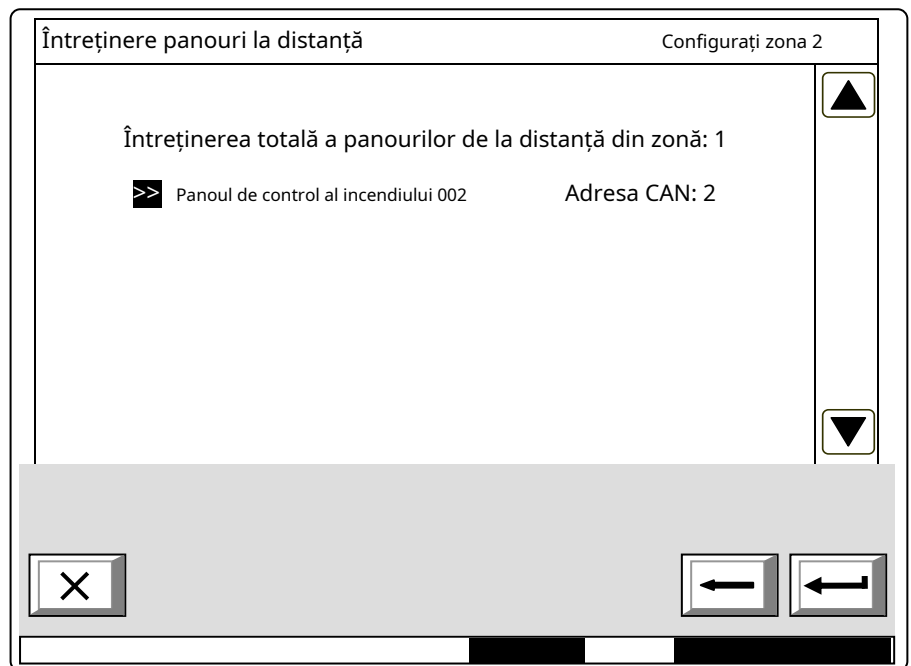 Întreținere panouri la distanță
Configurați zona 2
Întreținerea totală a panourilor de la distanță din zonă: 1
>> Panoul de control al incendiului 002 Adresa CAN: 2